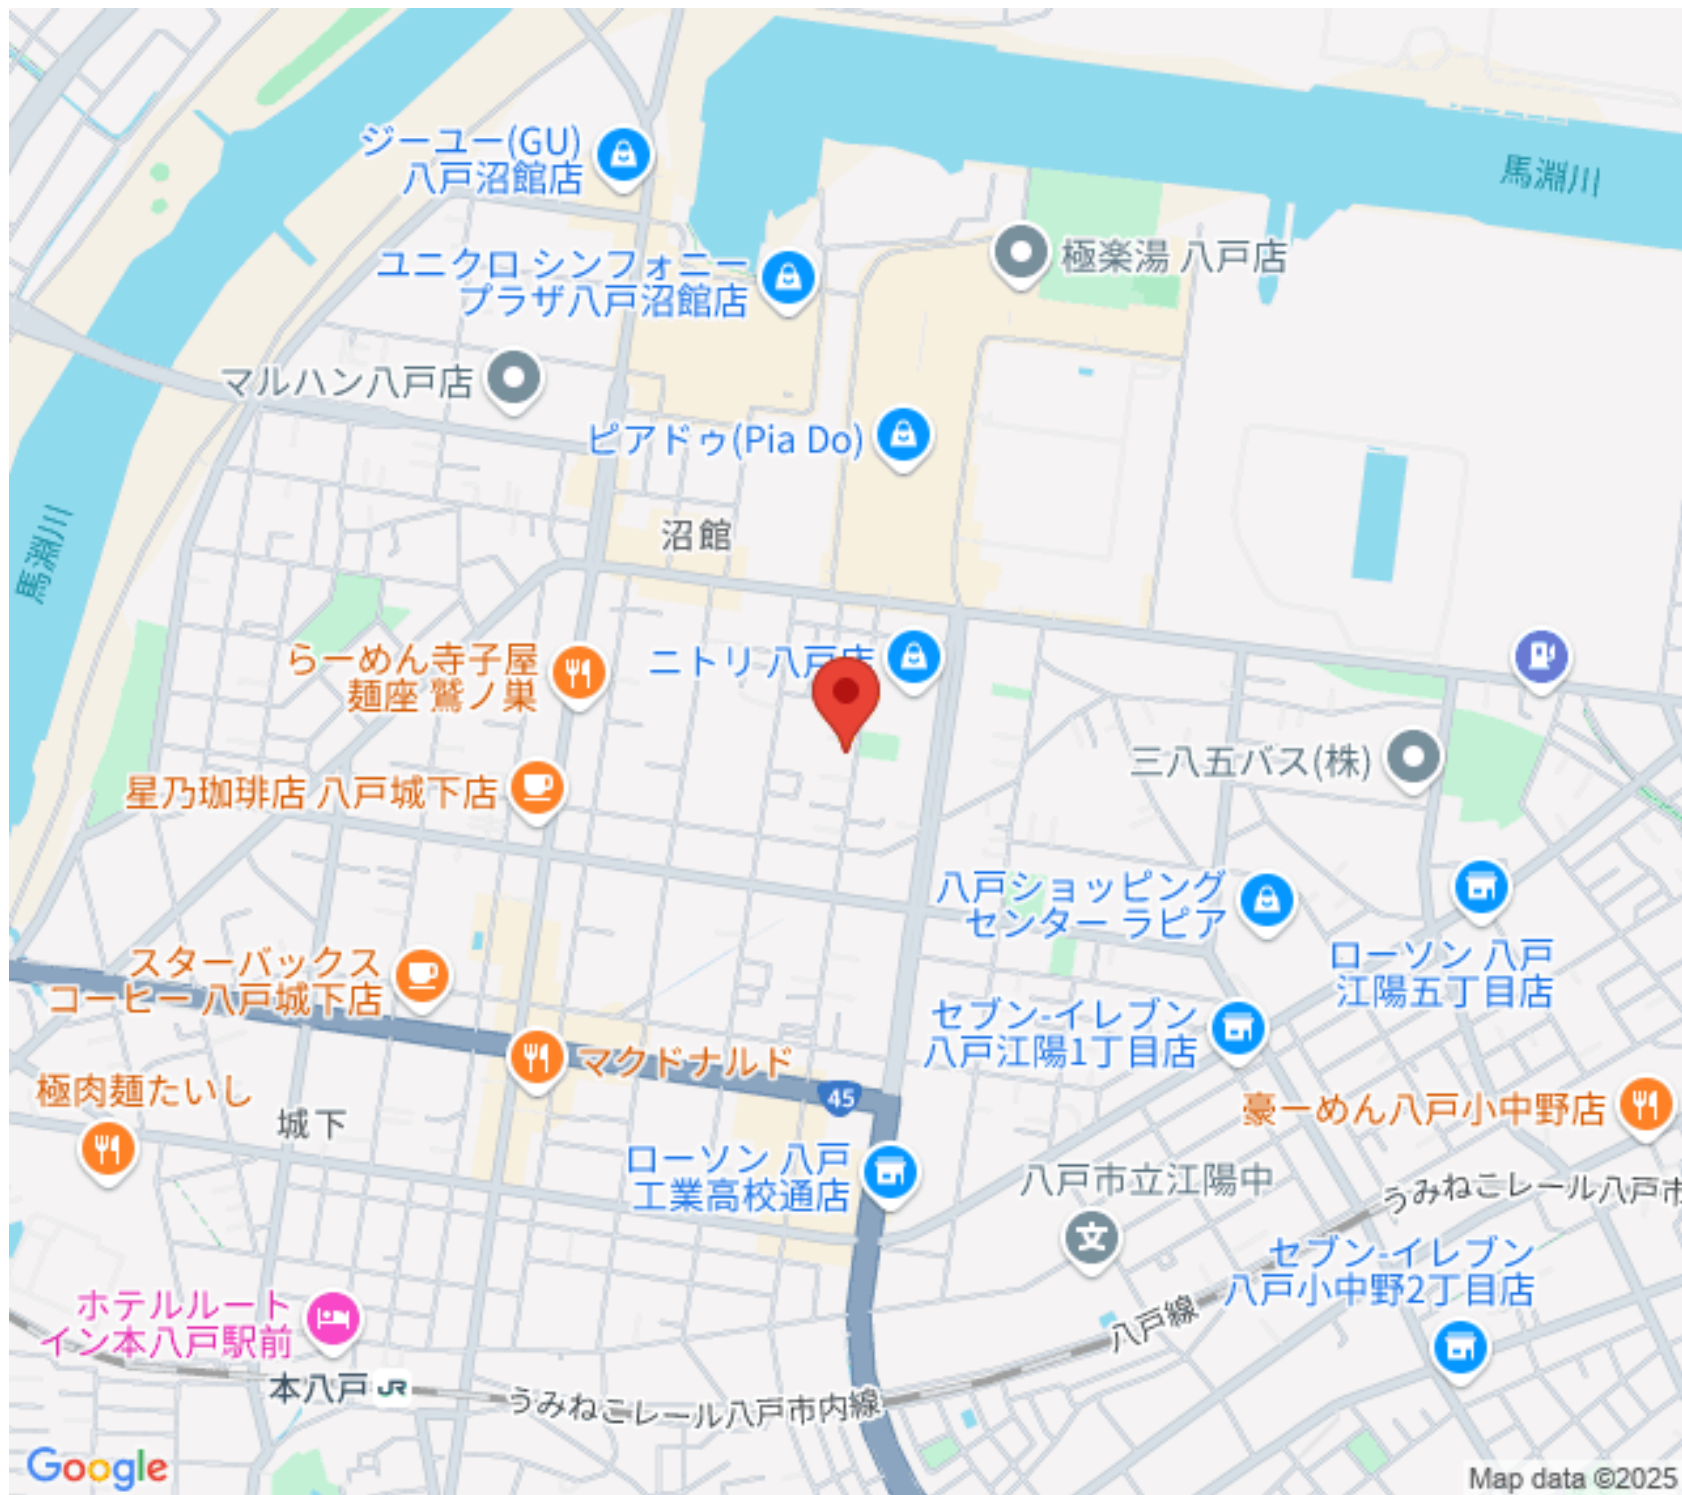 ジーユー(GU)
八戸沼館店
馬淵川
ユニクロ シンフォニー
プラザ八戸沼館店
極楽湯 八戸店
マルハン八戸店
ピアドゥ(Pia Do)
沼館
馬淵川
らーめん寺子屋
麺座 鷲ノ巣
ニトリ 八戸店
三八五バス(株)
星乃珈琲店 八戸城下店
八戸ショッピング
センター ラピア
ローソン 八戸
江陽五丁目店
スターバックス
コーヒー 八戸城下店
セブン-イレブン
八戸江陽1丁目店
マクドナルド
45
極肉麺たいし
城下
豪ーめん八戸小中野店
ローソン 八戸
工業高校通店
八戸市立江陽中
文
うみねこレール八戸市
セブン-イレブン
八戸小中野2丁目店
八戸線
ホテルルート
イン本八戸駅前
本八戸 JR
うみねこレール八戸市内線
Google
Map data ©2025